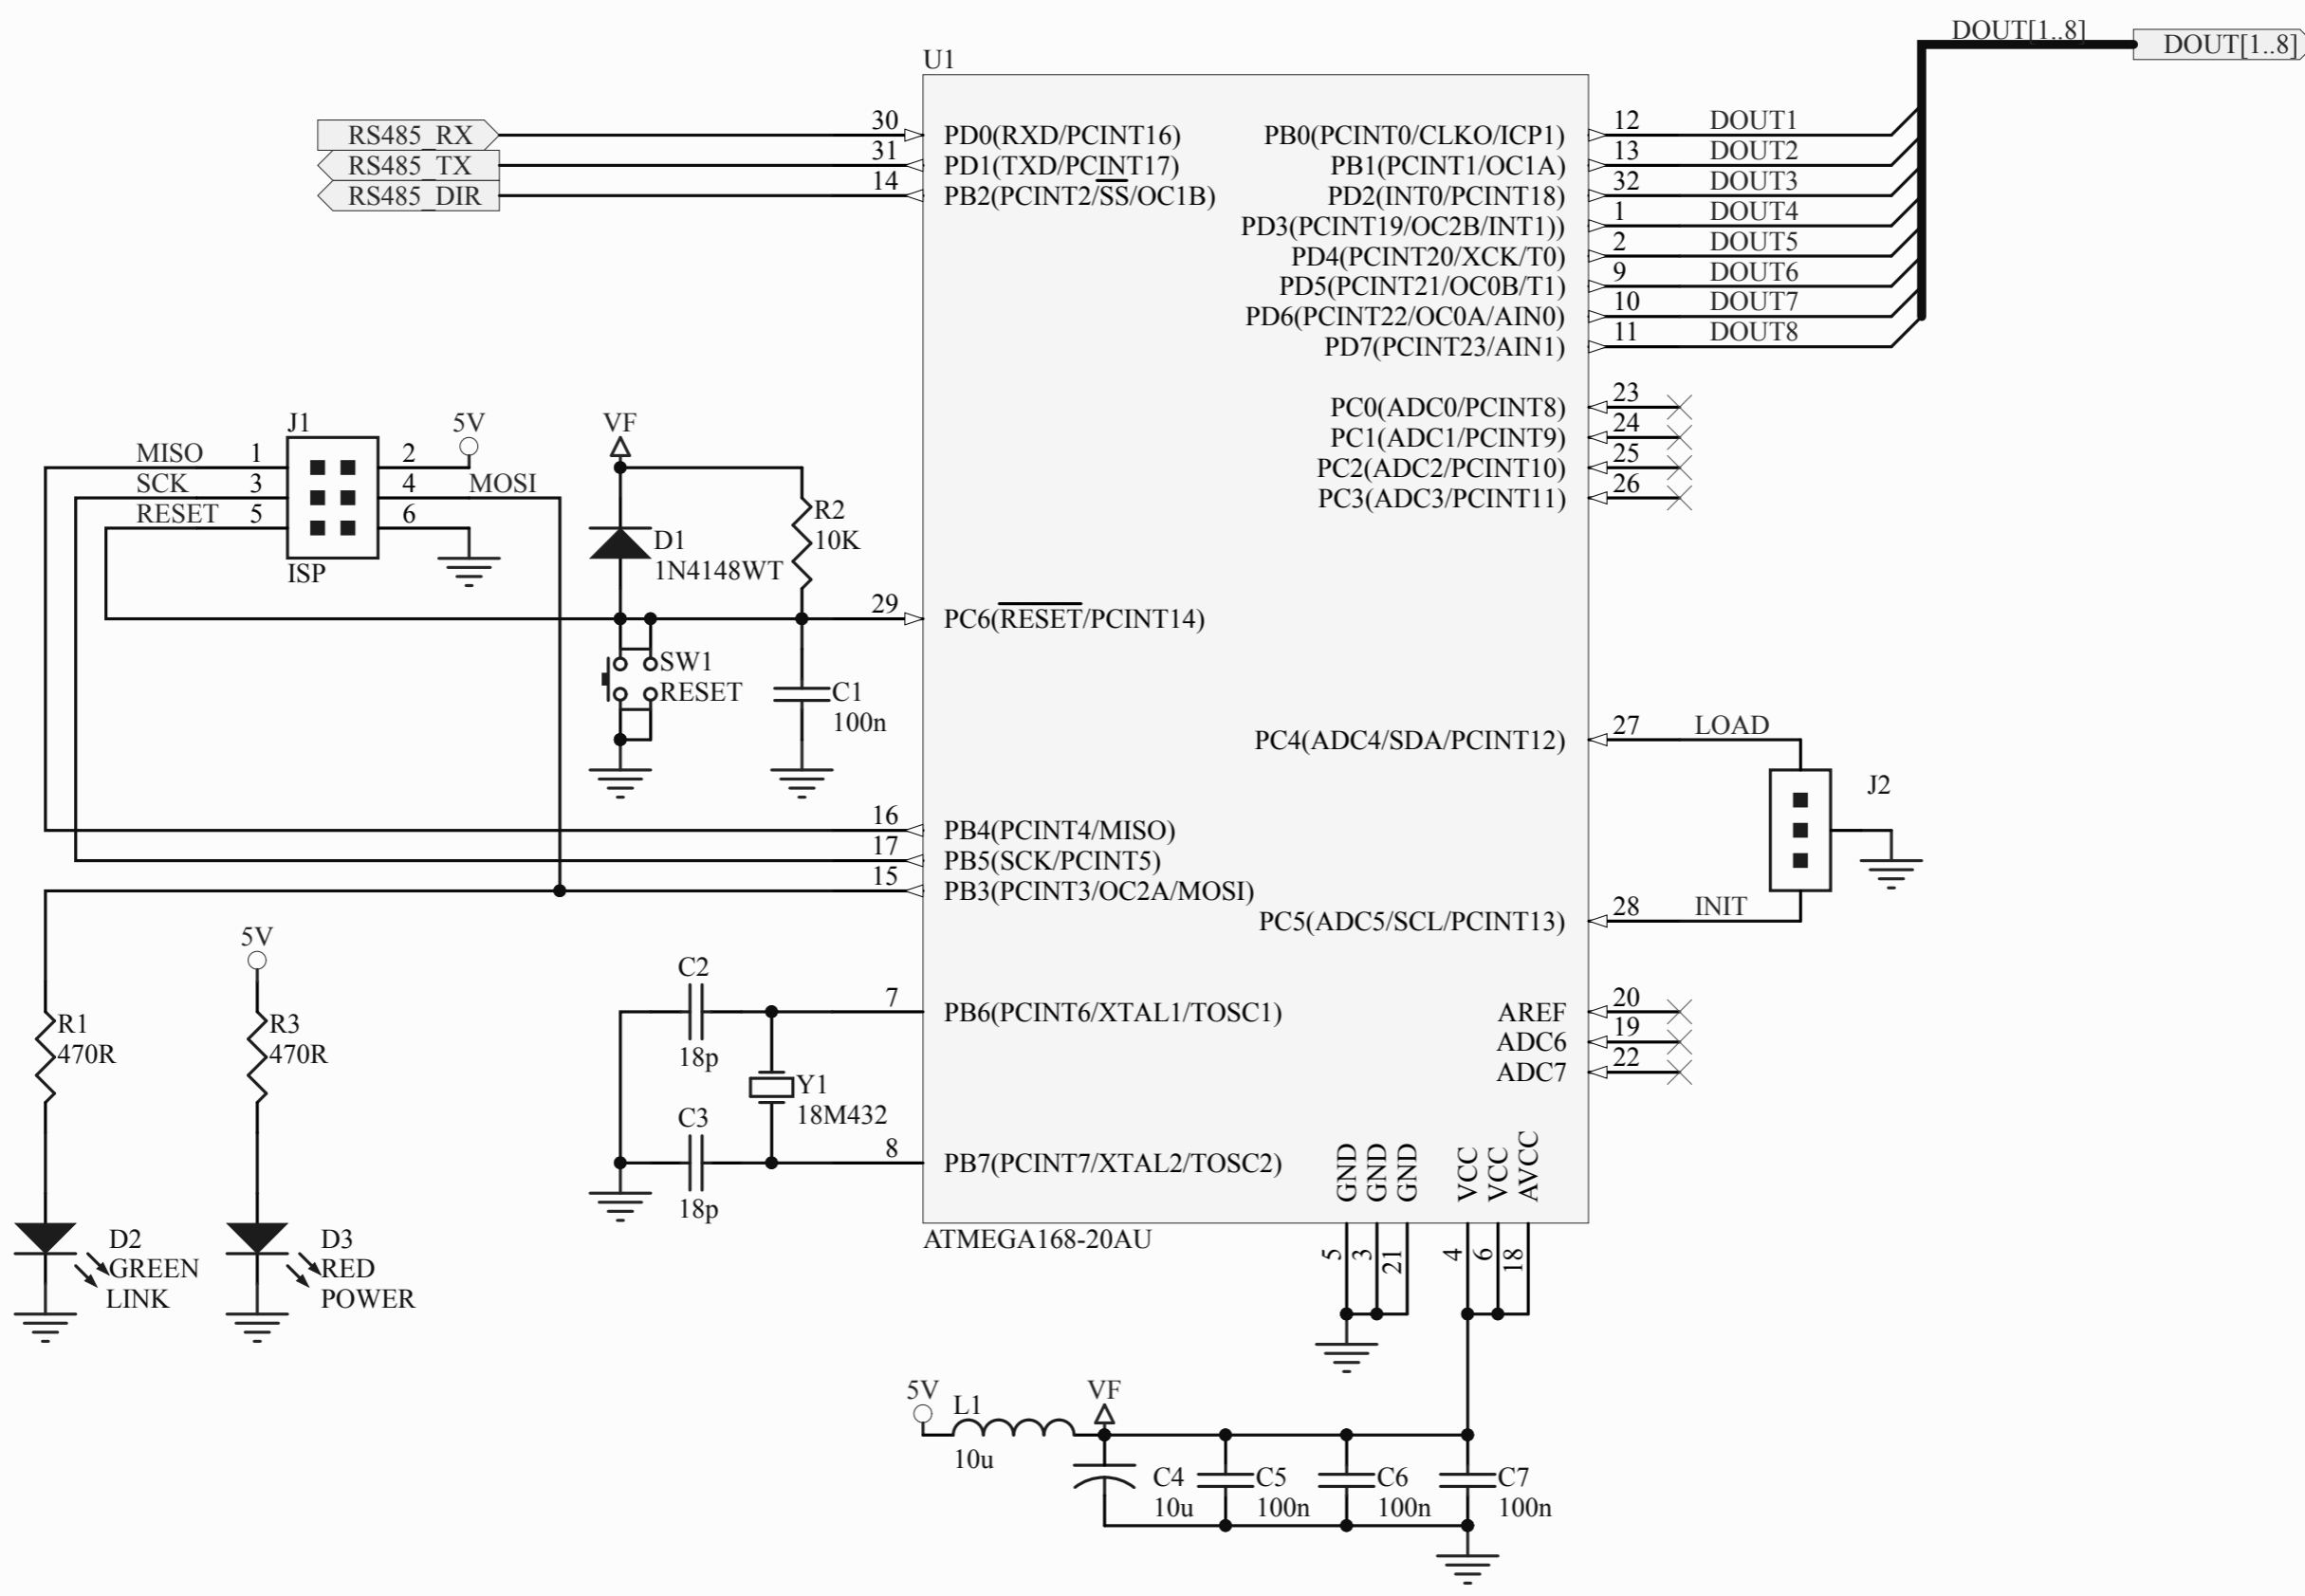 DOUT[1..8]
DOUT[1..8]
U1
RS485_RX
30
PD0(RXD/PCINT16)
PB0(PCINT0/CLKO/ICP1)
12
DOUT1
RS485_TX
31
PD1(TXD/PCINT17)
PB1(PCINT1/OC1A)
13
DOUT2
RS485_DIR
14
PB2(PCINT2/SS/OC1B)
PD2(INT0/PCINT18)
32
DOUT3
PD3(PCINT19/OC2B/INT1))
1
DOUT4
PD4(PCINT20/XCK/T0)
2
DOUT5
PD5(PCINT21/OC0B/T1)
9
DOUT6
PD6(PCINT22/OC0A/AIN0)
10
DOUT7
PD7(PCINT23/AIN1)
11
DOUT8
PC0(ADC0/PCINT8)
23
PC1(ADC1/PCINT9)
24
PC2(ADC2/PCINT10)
25
PC3(ADC3/PCINT11)
26
J1
5V
VF
MISO
1
2
SCK
3
4
MOSI
RESET
5
6
ISP
R2
10K
D1
1N4148WT
29
PC6(RESET/PCINT14)
SW1
RESET
C1
100n
PC4(ADC4/SDA/PCINT12)
27
LOAD
J2
16
PB4(PCINT4/MISO)
17
PB5(SCK/PCINT5)
15
PB3(PCINT3/OC2A/MOSI)
PC5(ADC5/SCL/PCINT13)
28
INIT
5V
C2
18p
7
PB6(PCINT6/XTAL1/TOSC1)
AREF
20
ADC6
19
ADC7
22
R1
470R
R3
470R
Y1
18M432
C3
18p
8
PB7(PCINT7/XTAL2/TOSC2)
GND
GND
GND
VCC
VCC
AVCC
ATMEGA168-20AU
5
3
21
4
6
18
D2
GREEN
LINK
D3
RED
POWER
5V
L1
10u
VF
C4
10u
C5
100n
C6
100n
C7
100n